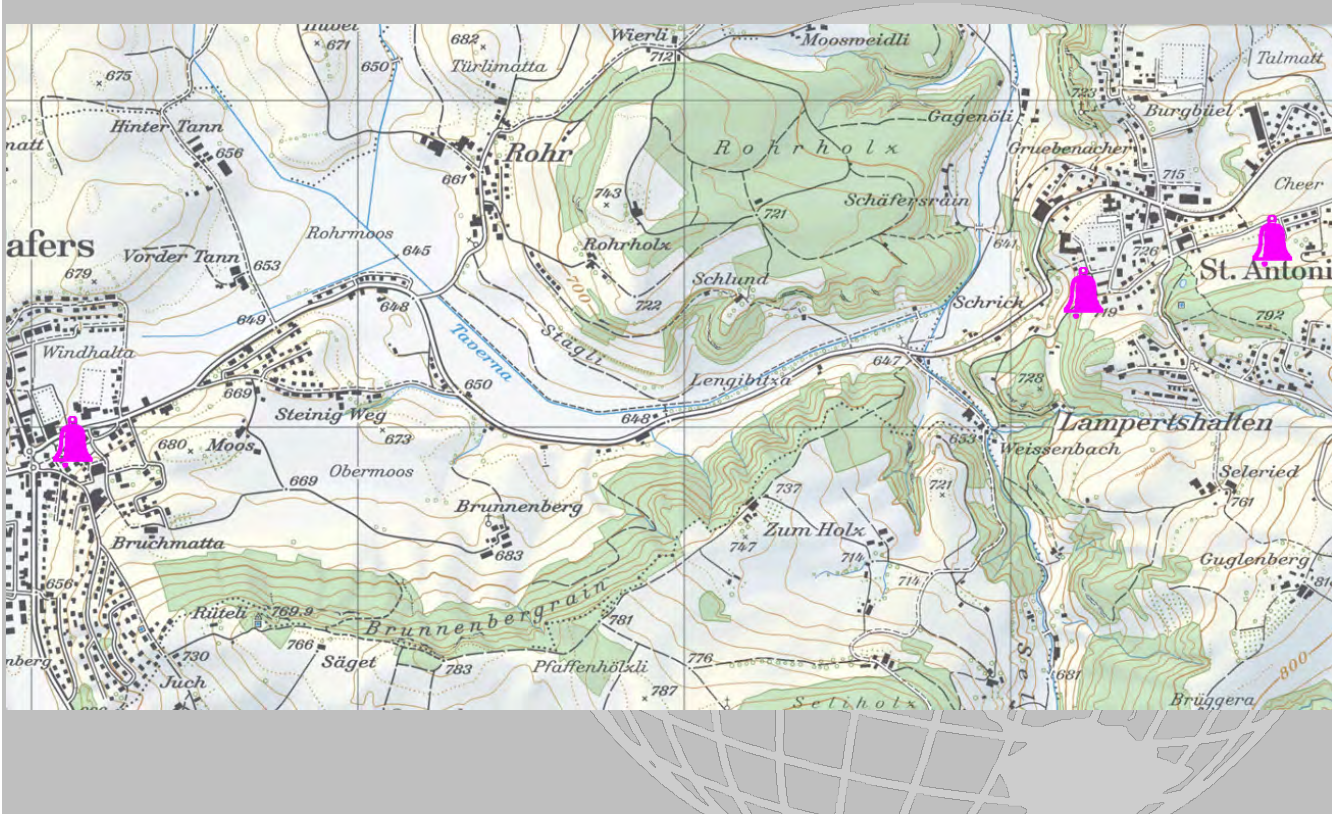 671
682
Türlimatta
Wierli
712
Moosweidli
Talmatt
675
650
723
Burgbüel
Hinter Tann
656
Rohr
Rohrholz
Gagenöli
Gruebenacher
661
743
721
Schäfersrain
715
Cheer
afers
Rohrmoos
645
Rohrholz
641
726
679
Vorder Tann
653
700
722
Schlund
St. Antoni
649
648
Stägli
Schrick
792
Windhalta
Taverna
647
669
650
Lengibitza
728
Steinig Weg
648
Lampertshalten
680
Moos
673
653
Weissenbach
Obermoos
669
721
Seleried
761
Brunnenberg
737
Bruchmatta
683
Zum Holz
747
714
Guglenberg
656
714
Rüteli
769.9
Brunnenbergrain
781
766
Säget
783
Pfaffenhölzli
776
730
Juch
787
681
800
Seliholz
Brüggera